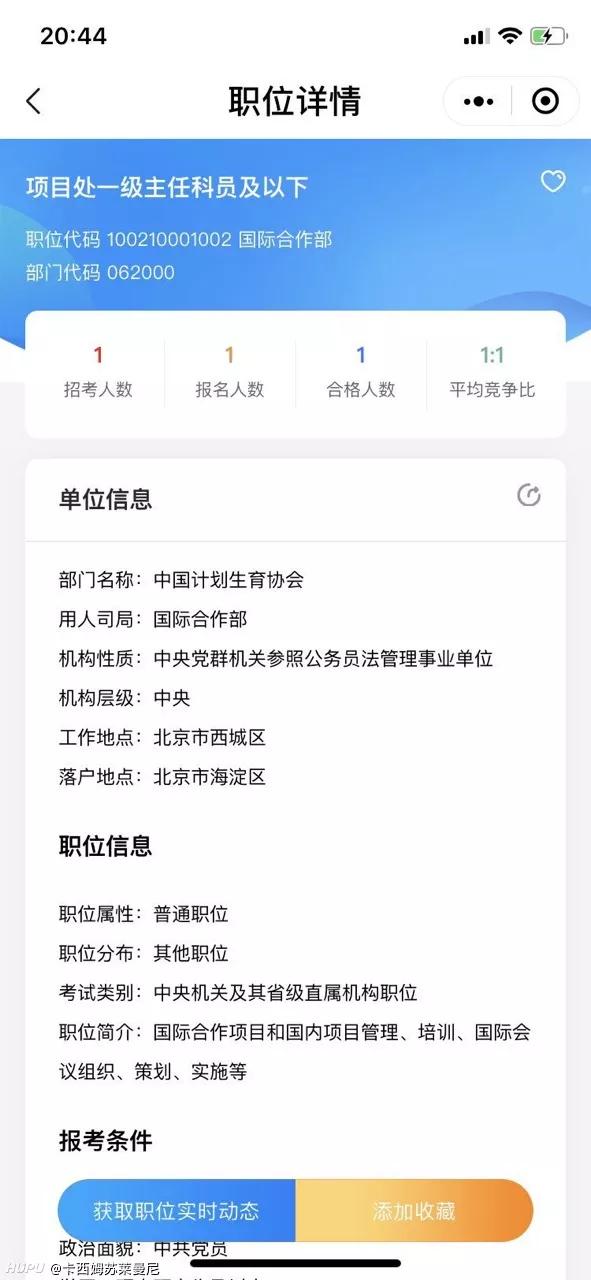 20:44
职位详情
项目处一级主任科员及以下
职位代码 100210001002 国际合作部
部门代码 062000
1 1 1 1:1
招考人数 报名人数 合格人数 平均竞争比
单位信息
部门名称：中国计划生育协会
用人司局：国际合作部
机构性质：中央党群机关参照公务员法管理事业单位
机构层级：中央
工作地点：北京市西城区
落户地点：北京市海淀区
职位信息
职位属性：普通职位
职位分布：其他职位
考试类别：中央机关及其省级直属机构职位
职位简介：国际合作项目和国内项目管理、培训、国际会
议组织、策划、实施等
报考条件
获取职位实时动态 添加收藏
政治面貌：中共党员
HUPU @卡西姆苏莱曼尼